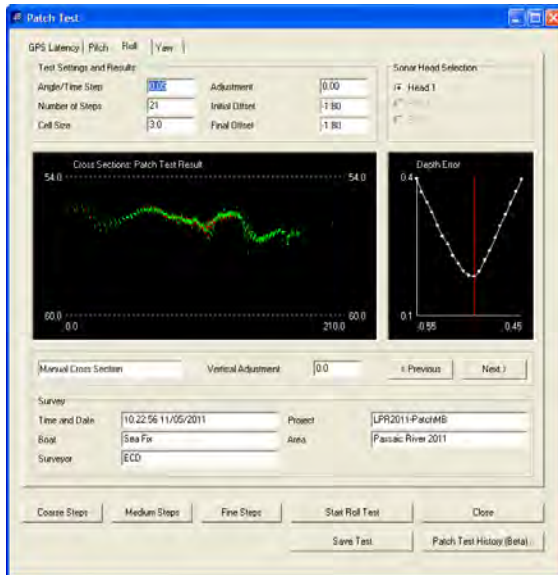 Patch Test
GPS Latency Pitch Roll Yaw
Test Settings and Results
Angle/Time Step 0.05 Adjustment 0.00
Number of Steps 21 Initial Offset -1.80
Cell Size 3.0 Final Offset -1.80
Sonar Head Selection
Head 1
Cross Sections: Patch Test Result
54.0 54.0
60.0 60.0
0.0 210.0
Depth Error
0.4
0.1
-0.55 0.45
Manual Cross Section Vertical Adjustment 0.0 < Previous Next >
Survey
Time and Date 10:22:56 11/05/2011 Project LPR2011-PatchMB
Boat Sea Fix Area Passaic River 2011
Surveyor ECD
Coarse Steps Medium Steps Fine Steps Start Roll Test Close
Save Test Patch Test History (Beta)